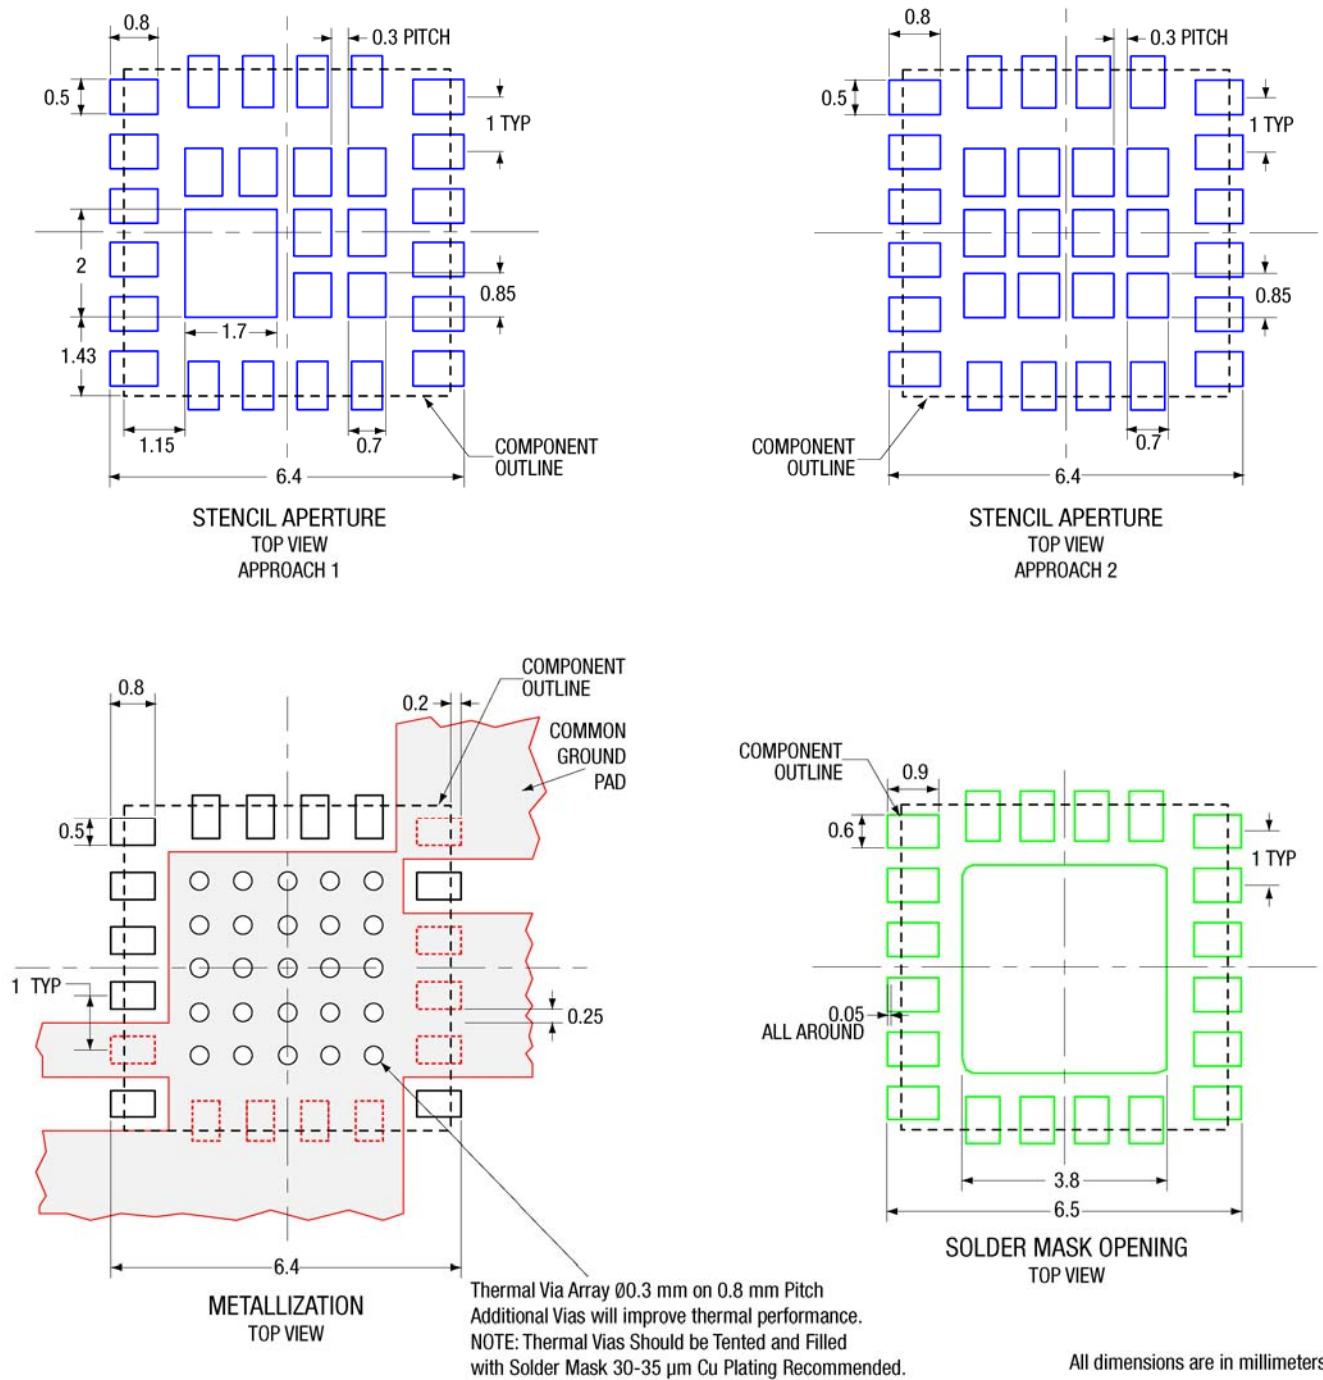 0.8
0.3 PITCH
0.5
1 TYP
2
0.85
1.7
1.43
1.15
0.7
COMPONENT
OUTLINE
6.4
STENCIL APERTURE
TOP VIEW
APPROACH 1
0.8
0.3 PITCH
0.5
1 TYP
0.85
0.7
COMPONENT
OUTLINE
6.4
STENCIL APERTURE
TOP VIEW
APPROACH 2
COMPONENT
OUTLINE
0.8
0.2
COMMON
GROUND
PAD
0.5
1 TYP
0.25
6.4
METALLIZATION
TOP VIEW
Thermal Via Array Ø0.3 mm on 0.8 mm Pitch
Additional Vias will improve thermal performance.
NOTE: Thermal Vias Should be Tented and Filled
with Solder Mask 30-35 µm Cu Plating Recommended.
COMPONENT
OUTLINE
0.9
0.6
1 TYP
0.05
ALL AROUND
3.8
6.5
SOLDER MASK OPENING
TOP VIEW
All dimensions are in millimeters